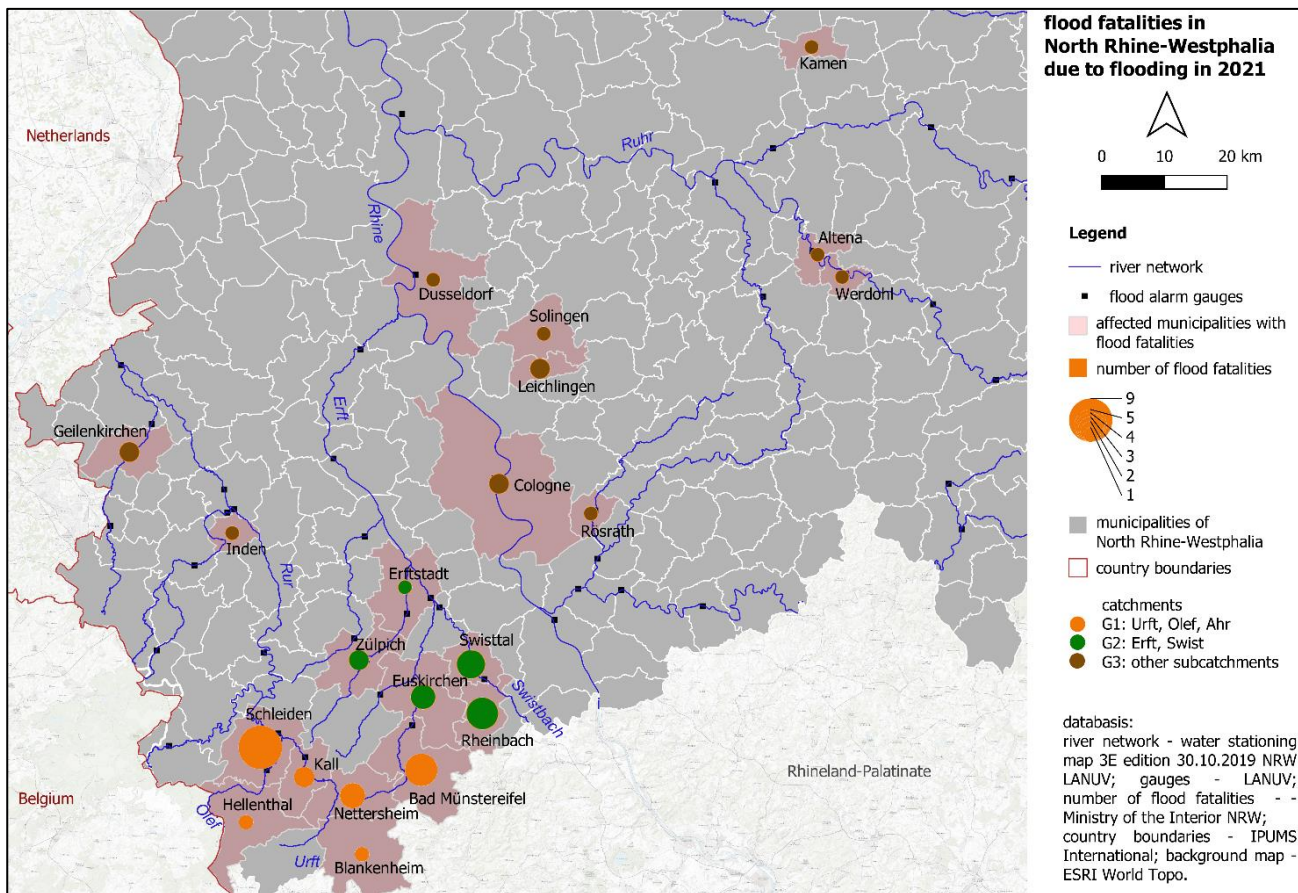 flood fatalities in
North Rhine-Westphalia
due to flooding in 2021
0 10 20 km
Legend
river network
flood alarm gauges
affected municipalities with
flood fatalities
number of flood fatalities
9
5
4
3
2
1
municipalities of
North Rhine-Westphalia
country boundaries
catchments
G1: Urft, Olef, Ahr
G2: Erft, Swist
G3: other subcatchments
databasis:
river network - water stationing
map 3E edition 30.10.2019 NRW
LANUV; gauges - LANUV;
number of flood fatalities - -
Ministry of the Interior NRW;
country boundaries - IPUMS
International; background map -
ESRI World Topo.
Kamen
Netherlands
Ruhr
Rhine
Altena
Werdohl
Dusseldorf
Solingen
Leichlingen
Erft
Geilenkirchen
Cologne
Rösrath
Inden
Rur
Erftstadt
Zülpich
Swisttal
Euskirchen
Swistbach
Schleiden
Rheinbach
Kall
Rhineland-Palatinate
Belgium
Hellenthal
Bad Münstereifel
Nettersheim
Olef
Urft
Blankenheim